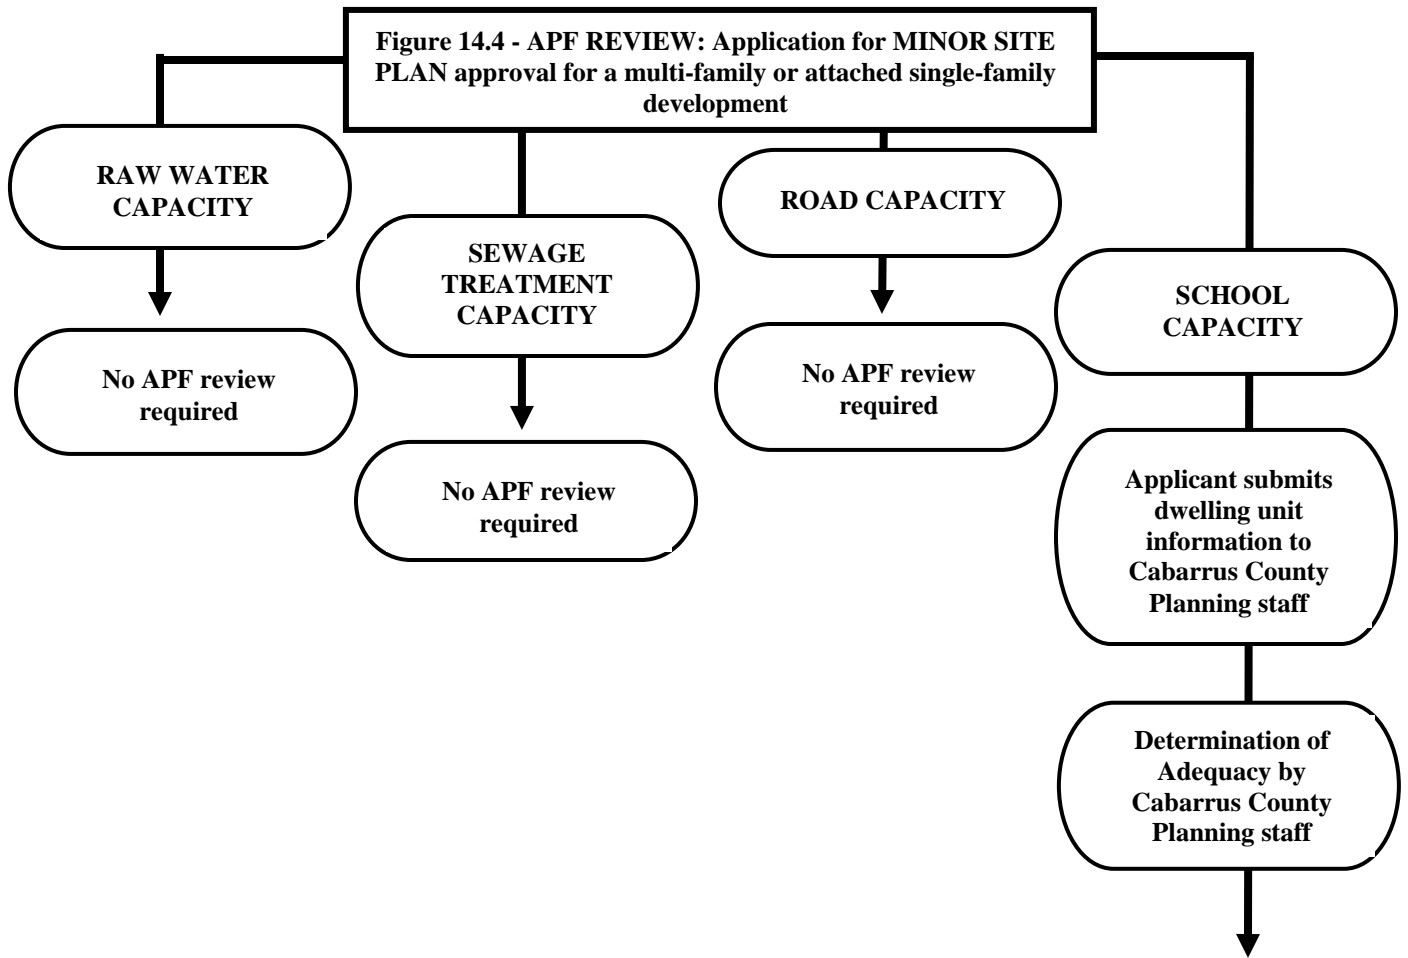 Figure 14.4 - APF REVIEW: Application for MINOR SITE
PLAN approval for a multi-family or attached single-family
development
RAW WATER
CAPACITY
No APF review
required
SEWAGE
TREATMENT
CAPACITY
No APF review
required
ROAD CAPACITY
No APF review
required
SCHOOL
CAPACITY
Applicant submits
dwelling unit
information to
Cabarrus County
Planning staff
Determination of
Adequacy by
Cabarrus County
Planning staff